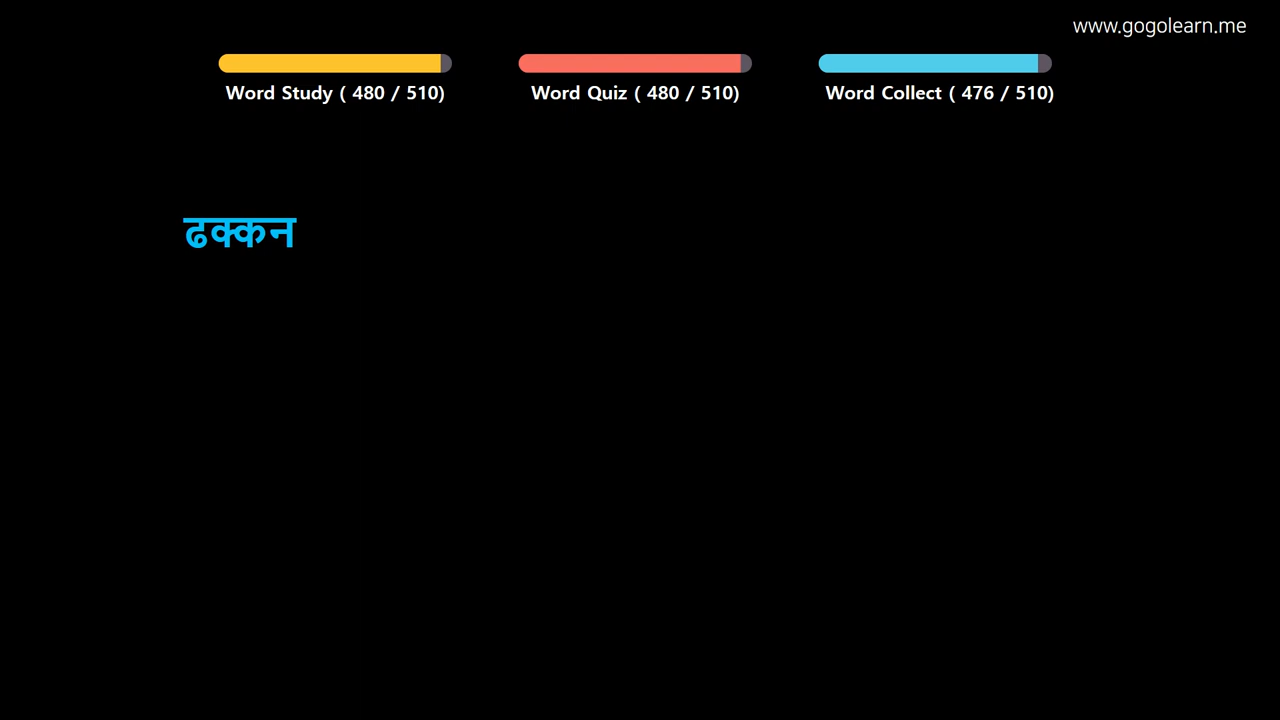 www.gogolearn.me
Word Study ( 480 / 510)
Word Quiz ( 480 / 510)
Word Collect ( 476 / 510)
ढक्कन